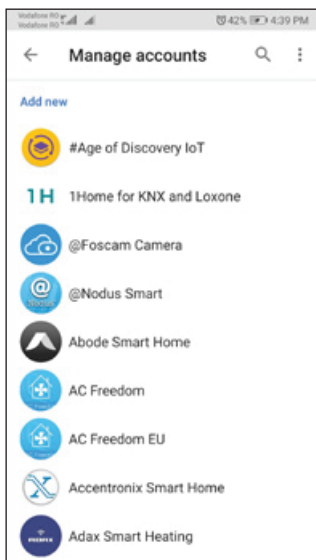 Vodafone RO
Vodafone RO
42% 4:39 PM
Manage accounts
Add new
#Age of Discovery IoT
1H 1Home for KNX and Loxone
@Foscam Camera
@ Nodus @Nodus Smart
Abode Smart Home
AC Freedom
AC Freedom EU
Accentronix Smart Home
Adax Smart Heating